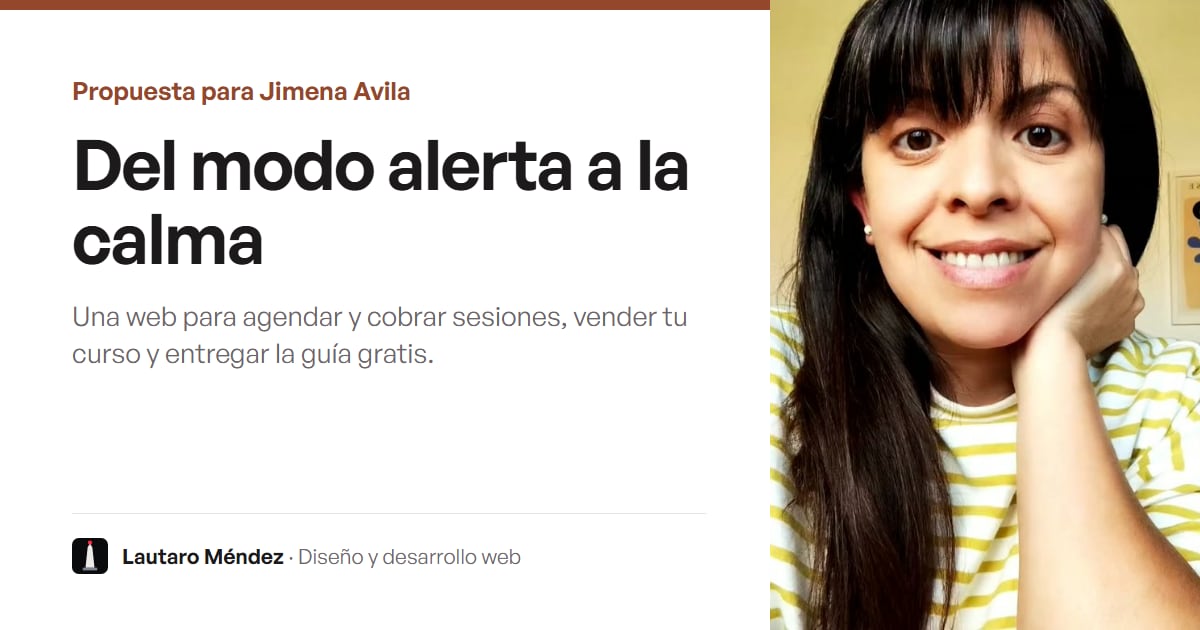 Propuesta para Jimena Avila
Del modo alerta a la
calma
Una web para agendar y cobrar sesiones, vender tu
curso y entregar la guía gratis.
Lautaro Méndez · Diseño y desarrollo web